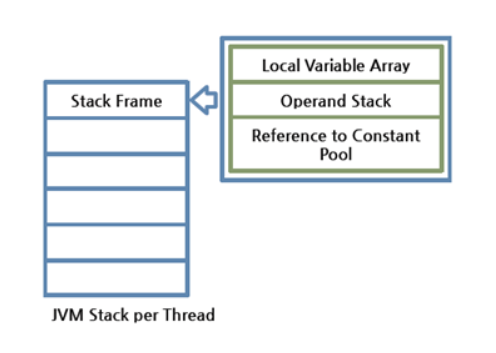 Local Variable Array
Stack Frame
Operand Stack
Reference to Constant
Pool
JVM Stack per Thread